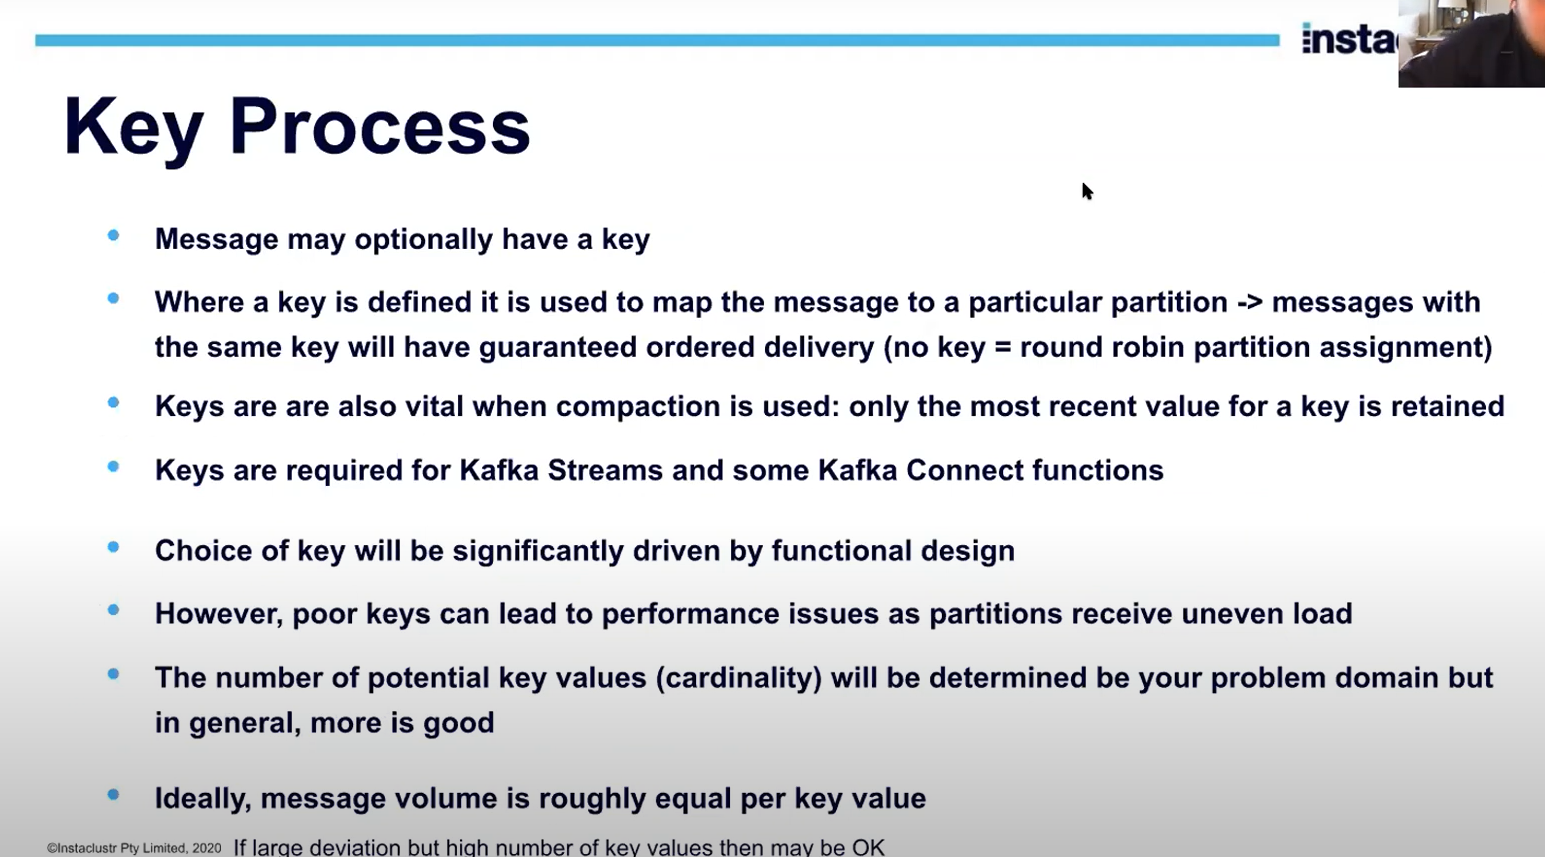 insta
Key Process
Message may optionally have a key
Where a key is defined it is used to map the message to a particular partition -> messages with
the same key will have guaranteed ordered delivery (no key = round robin partition assignment)
Keys are are also vital when compaction is used: only the most recent value for a key is retained
Keys are required for Kafka Streams and some Kafka Connect functions
Choice of key will be significantly driven by functional design
However, poor keys can lead to performance issues as partitions receive uneven load
The number of potential key values (cardinality) will be determined be your problem domain but
in general, more is good
Ideally, message volume is roughly equal per key value
©Instaclustr Pty Limited, 2020 If large deviation but high number of key values then may be OK